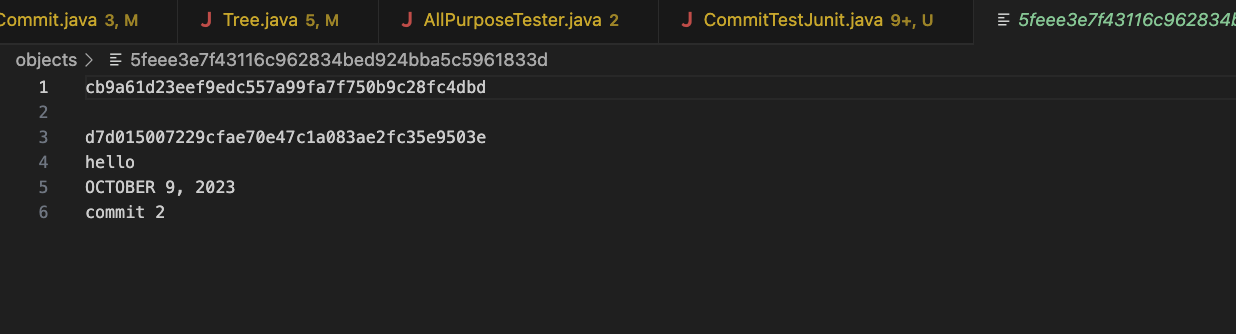 Commit.java 3, M J Tree.java 5, M J AllPurposeTester.java 2 J CommitTestJunit.java 9+, U 5feee3e7f43116c962834b
objects > 5feee3e7f43116c962834bed924bba5c5961833d
1 cb9a61d23eef9edc557a99fa7f750b9c28fc4dbd
2
3 d7d015007229cfae70e47c1a083ae2fc35e9503e
4 hello
5 OCTOBER 9, 2023
6 commit 2